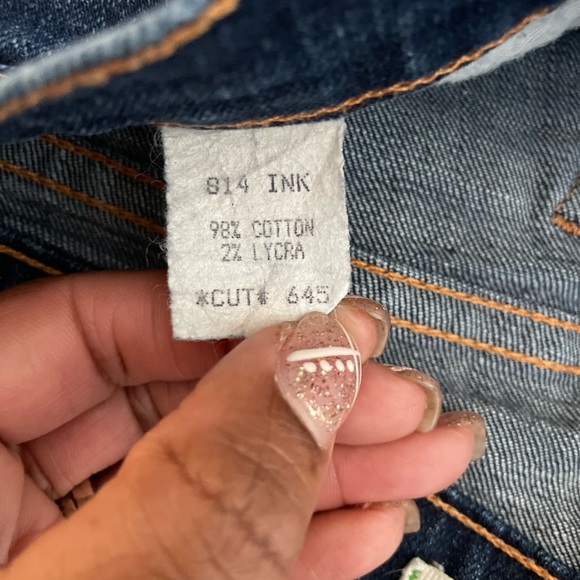 814 INK
98% COTTON
2% LYCRA
*CUT# 645